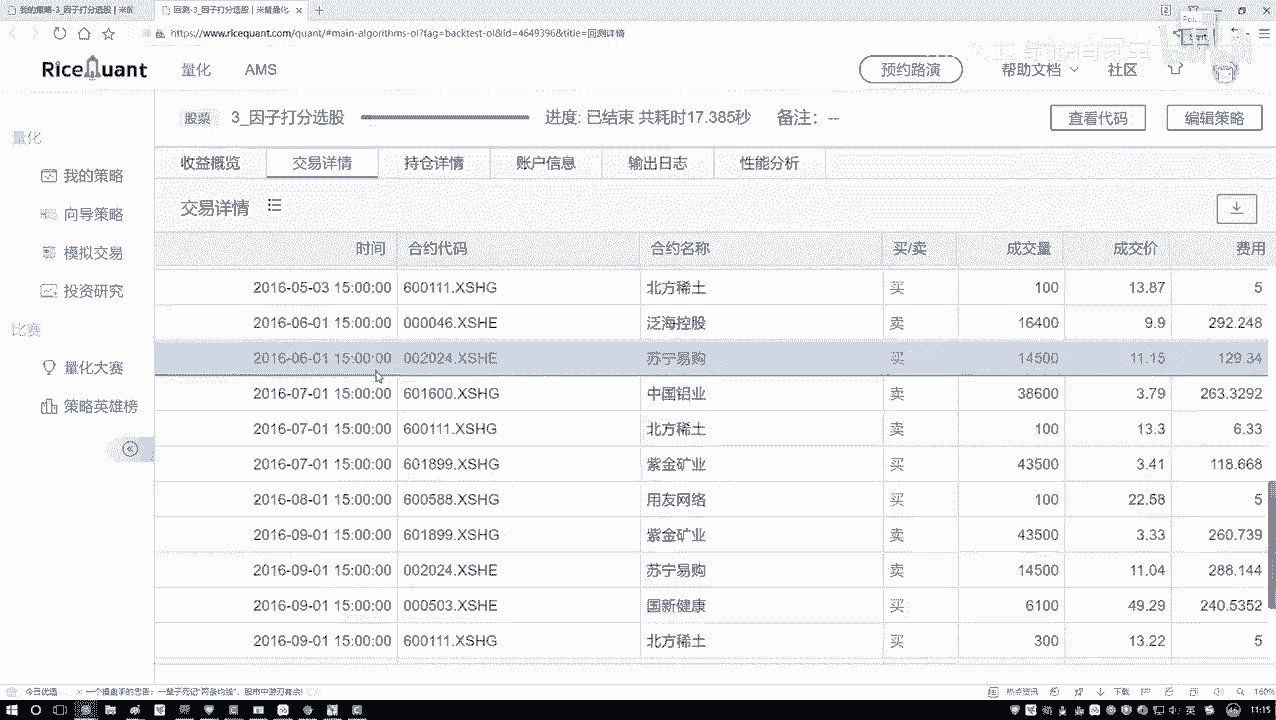 我的策略-3_因子打分选股 | 米筐
回测-3_因子打分选股 | 米筐量化
https://www.ricequant.com/quant/#main-algorithms-ol?tag=backtest-ol&id=4649396&title=回测详情
RiceQuant 量化 AMS 预约路演 帮助文档 社区
股票 3_因子打分选股 进度: 已结束 共耗时17.385秒 备注: -- 查看代码 编辑策略
量化
我的策略
向导策略
模拟交易
投资研究
比赛
量化大赛
策略英雄榜
收益概览 交易详情 持仓详情 账户信息 输出日志 性能分析
交易详情
时间 合约代码 合约名称 买/卖 成交量 成交价 费用
2016-05-03 15:00:00 600111.XSHG 北方稀土 买 100 13.87 5
2016-06-01 15:00:00 000046.XSHE 泛海控股 卖 16400 9.9 292.248
2016-06-01 15:00:00 002024.XSHE 苏宁易购 买 14500 11.15 129.34
2016-07-01 15:00:00 601600.XSHG 中国铝业 卖 38600 3.79 263.3292
2016-07-01 15:00:00 600111.XSHG 北方稀土 卖 100 13.3 6.33
2016-07-01 15:00:00 601899.XSHG 紫金矿业 买 43500 3.41 118.668
2016-08-01 15:00:00 600588.XSHG 用友网络 买 100 22.58 5
2016-09-01 15:00:00 601899.XSHG 紫金矿业 卖 43500 3.33 260.739
2016-09-01 15:00:00 002024.XSHE 苏宁易购 卖 14500 11.04 288.144
2016-09-01 15:00:00 000503.XSHE 国新健康 买 6100 49.29 240.5352
2016-09-01 15:00:00 600111.XSHG 北方稀土 买 300 13.22 5
今日优选 一个操盘手的忠告：一辈子死记“两条均线”，股市中游刃有余! 热点资讯 下载 160%
英 11:15